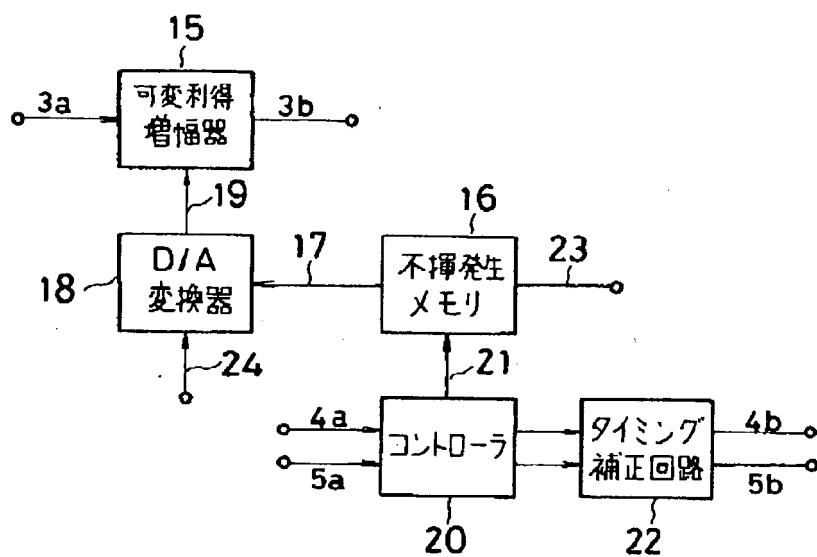 15
3a
可変利得
増幅器
3b
19
16
18
D/A
変換器
17
不揮発生
メモリ
23
24
21
4a
5a
コントローラ
タイミング
補正回路
4b
5b
20
22